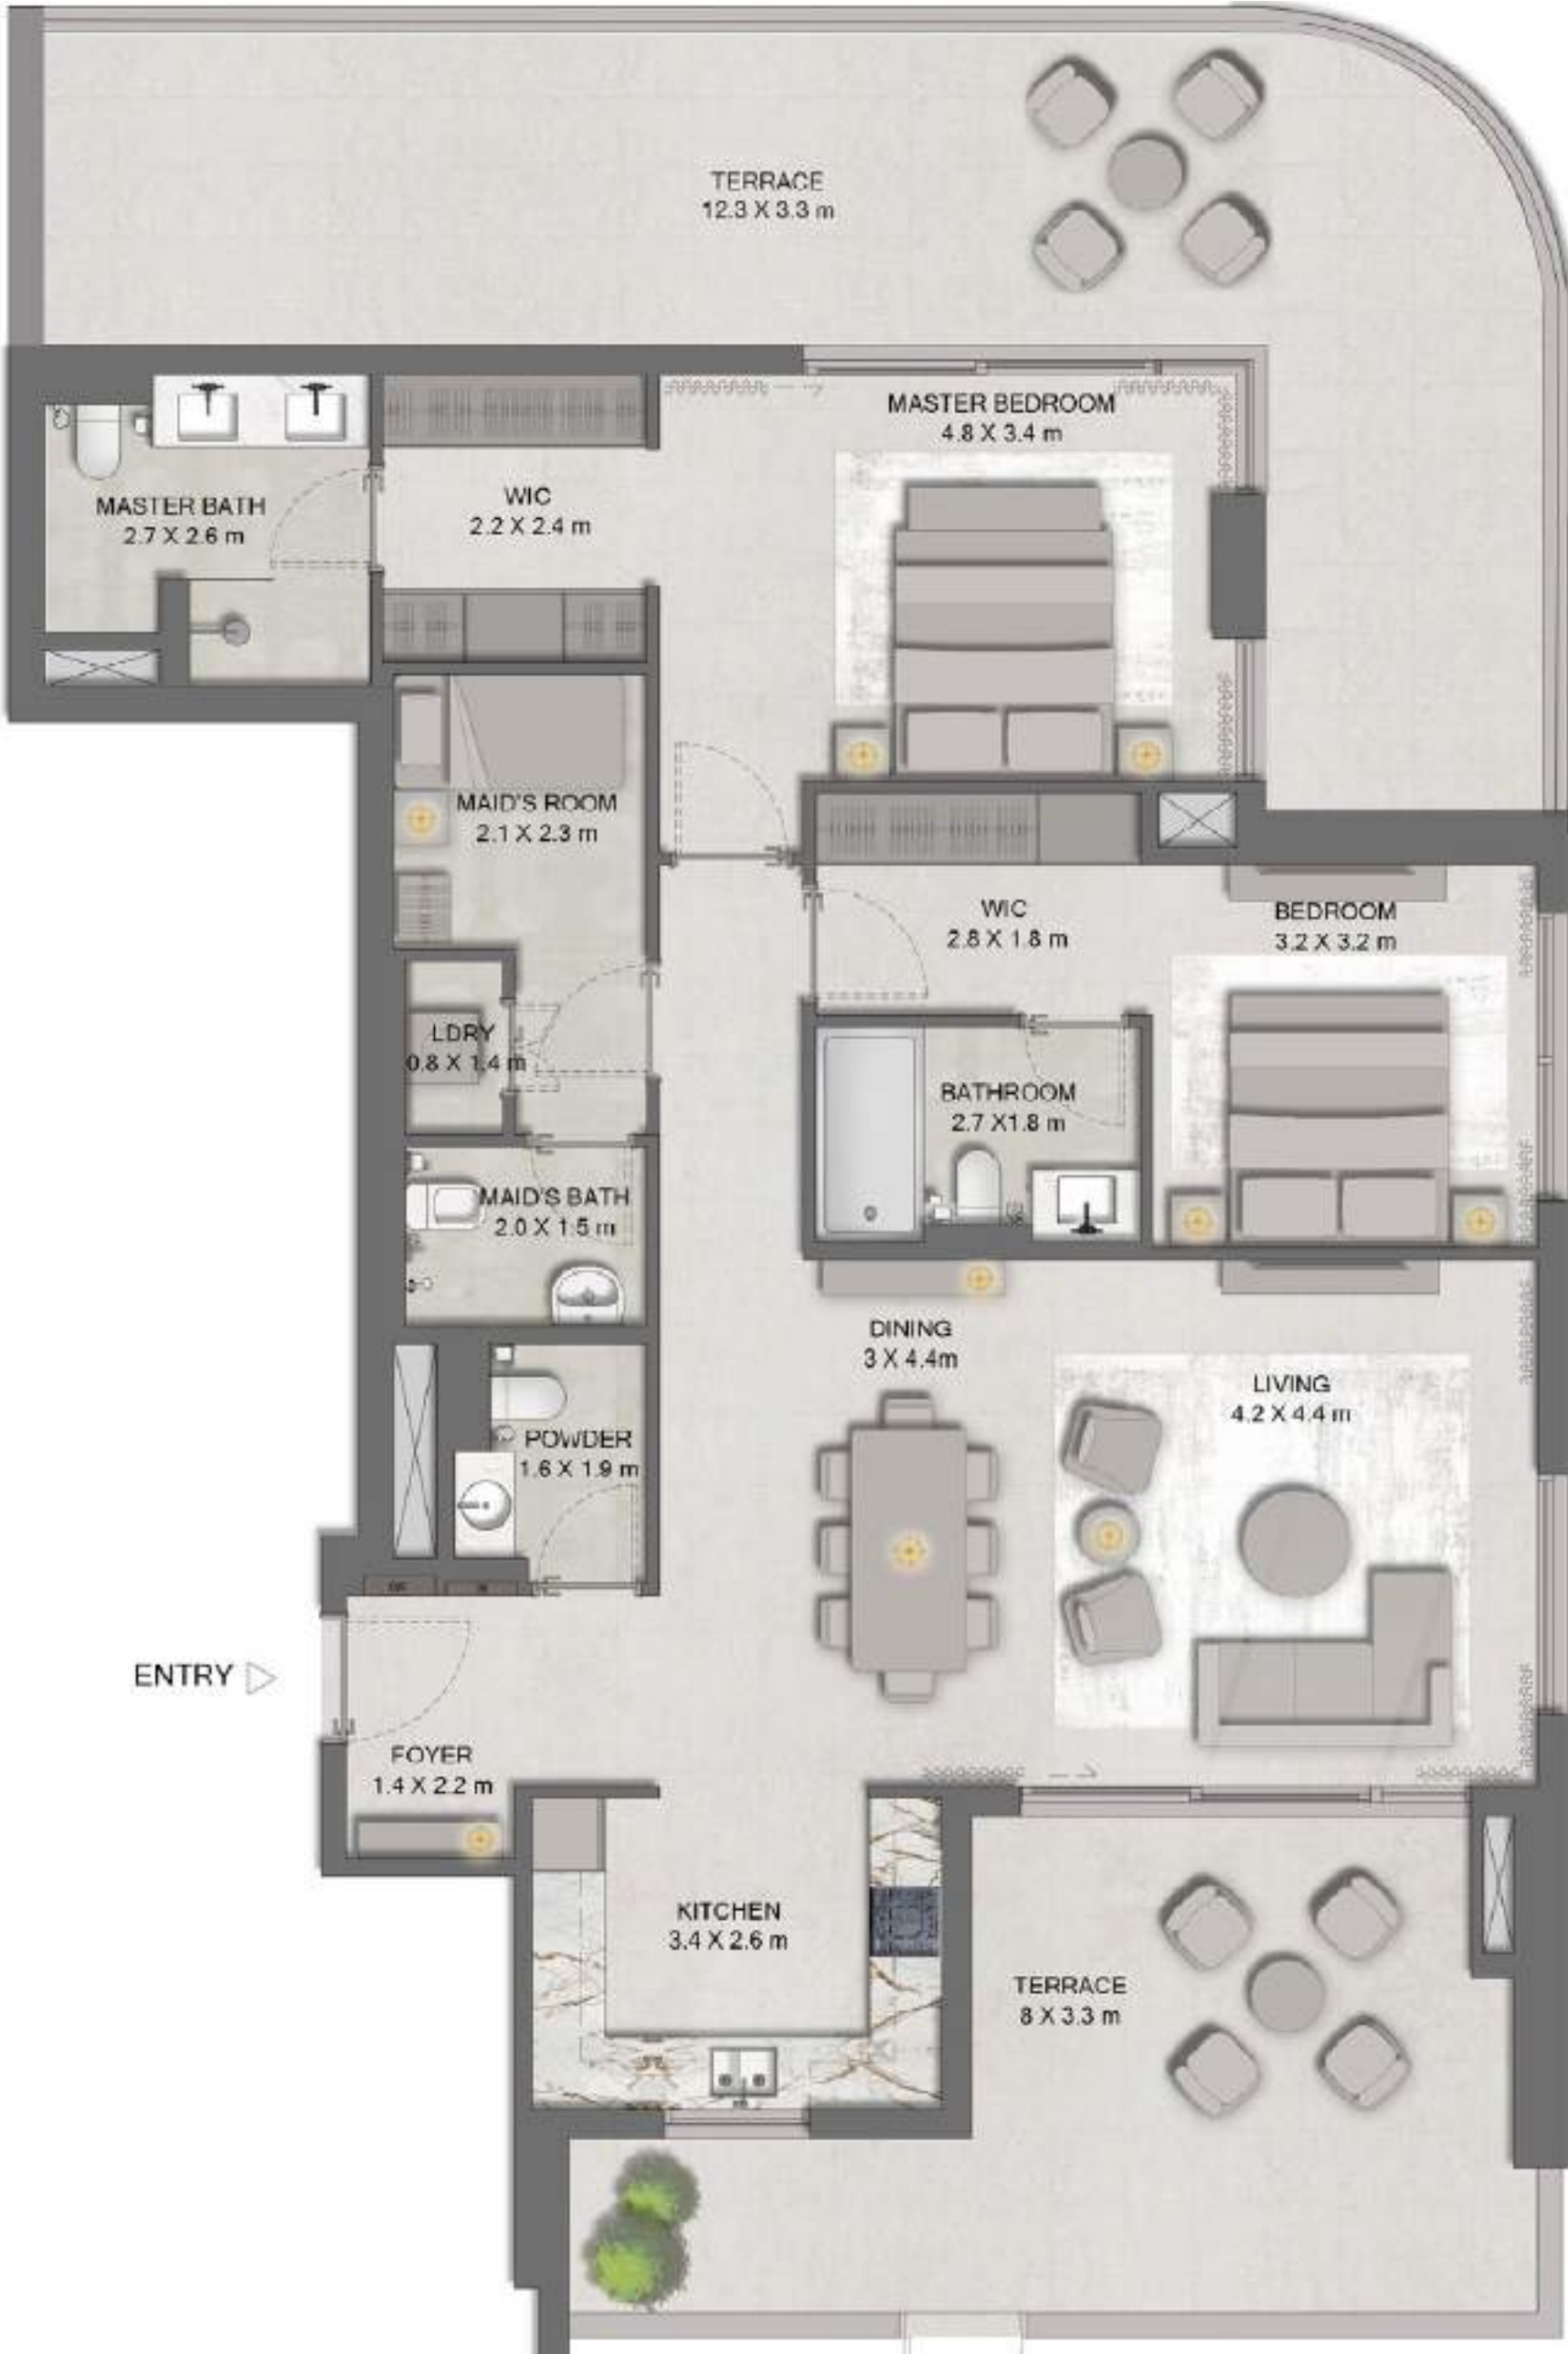 TERRACE
12.3 X 3.3 m
MASTER BEDROOM
4.8 X 3.4 m
WIC
2.2 X 2.4 m
MASTER BATH
2.7 X 2.6 m
MAID'S ROOM
2.1 X 2.3 m
WIC
2.8 X 1.8 m
BEDROOM
3.2 X 3.2 m
LDRY
0.8 X 1.4 m
BATHROOM
2.7 X1.8 m
MAID'S BATH
2.0 X 1.5 m
DINING
3 X 4.4m
LIVING
4.2 X 4.4 m
POWDER
1.6 X 1.9 m
ENTRY
FOYER
1.4 X 2.2 m
KITCHEN
3.4 X 2.6 m
TERRACE
8 X 3.3 m